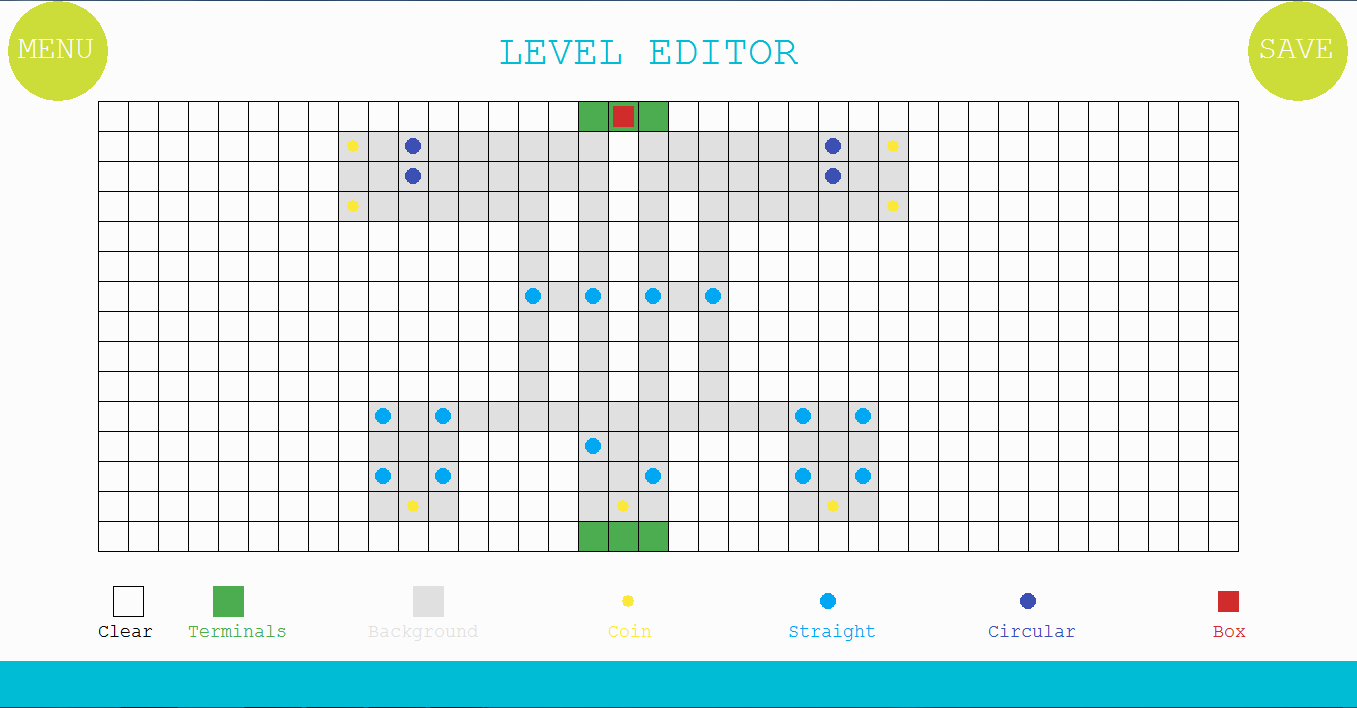 MENU
LEVEL EDITOR
SAVE
Clear
Terminals
Background
Coin
Straight
Circular
Box